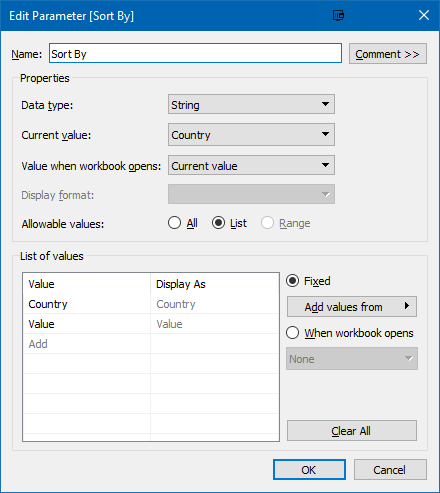 Edit Parameter [Sort By]
Name: Sort By Comment >>
Properties
Data type: String
Current value: Country
Value when workbook opens: Current value
Display format:
Allowable values: All List Range
List of values
Value Display As
Country Country
Value Value
Add
Fixed
Add values from
When workbook opens
None
Clear All
OK Cancel